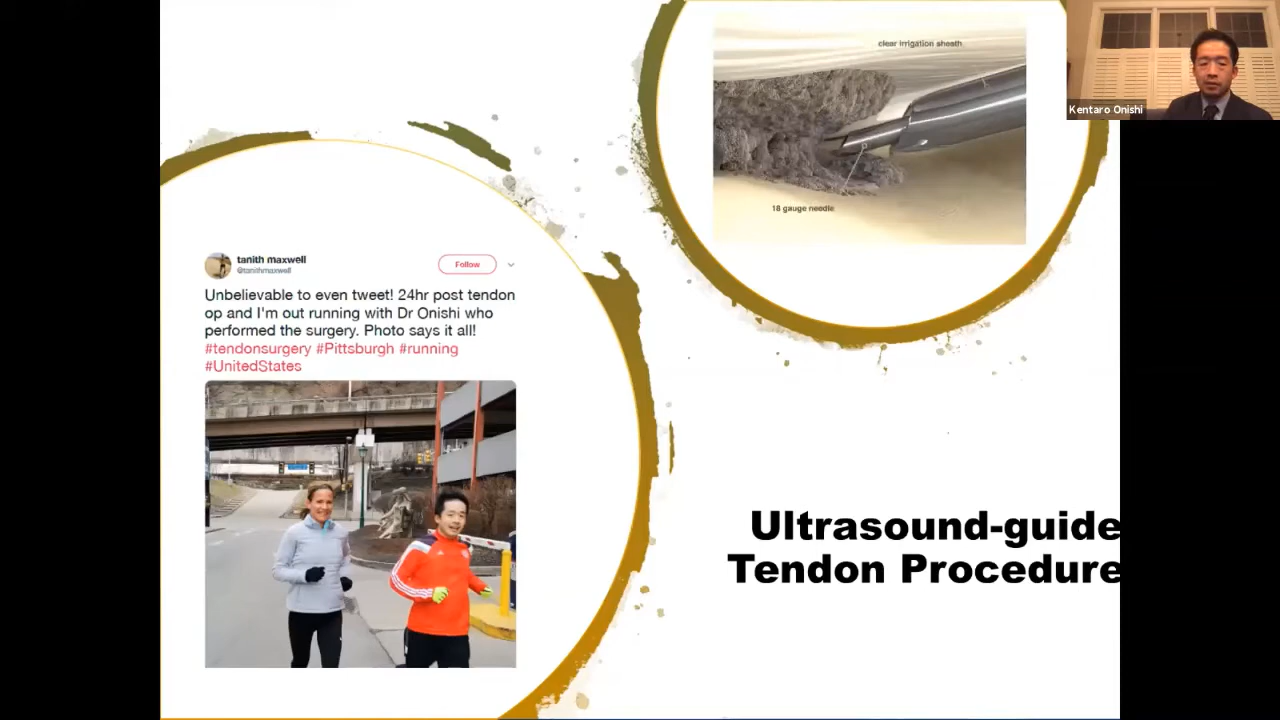 clear irrigation sheath
Kentaro Onishi
18 gauge needle
tanith maxwell
@tanithmaxwell
Follow
Unbelievable to even tweet! 24hr post tendon
op and I'm out running with Dr Onishi who
performed the surgery. Photo says it all!
#tendonsurgery #Pittsburgh #running
#UnitedStates
Ultrasound-guide
Tendon Procedure